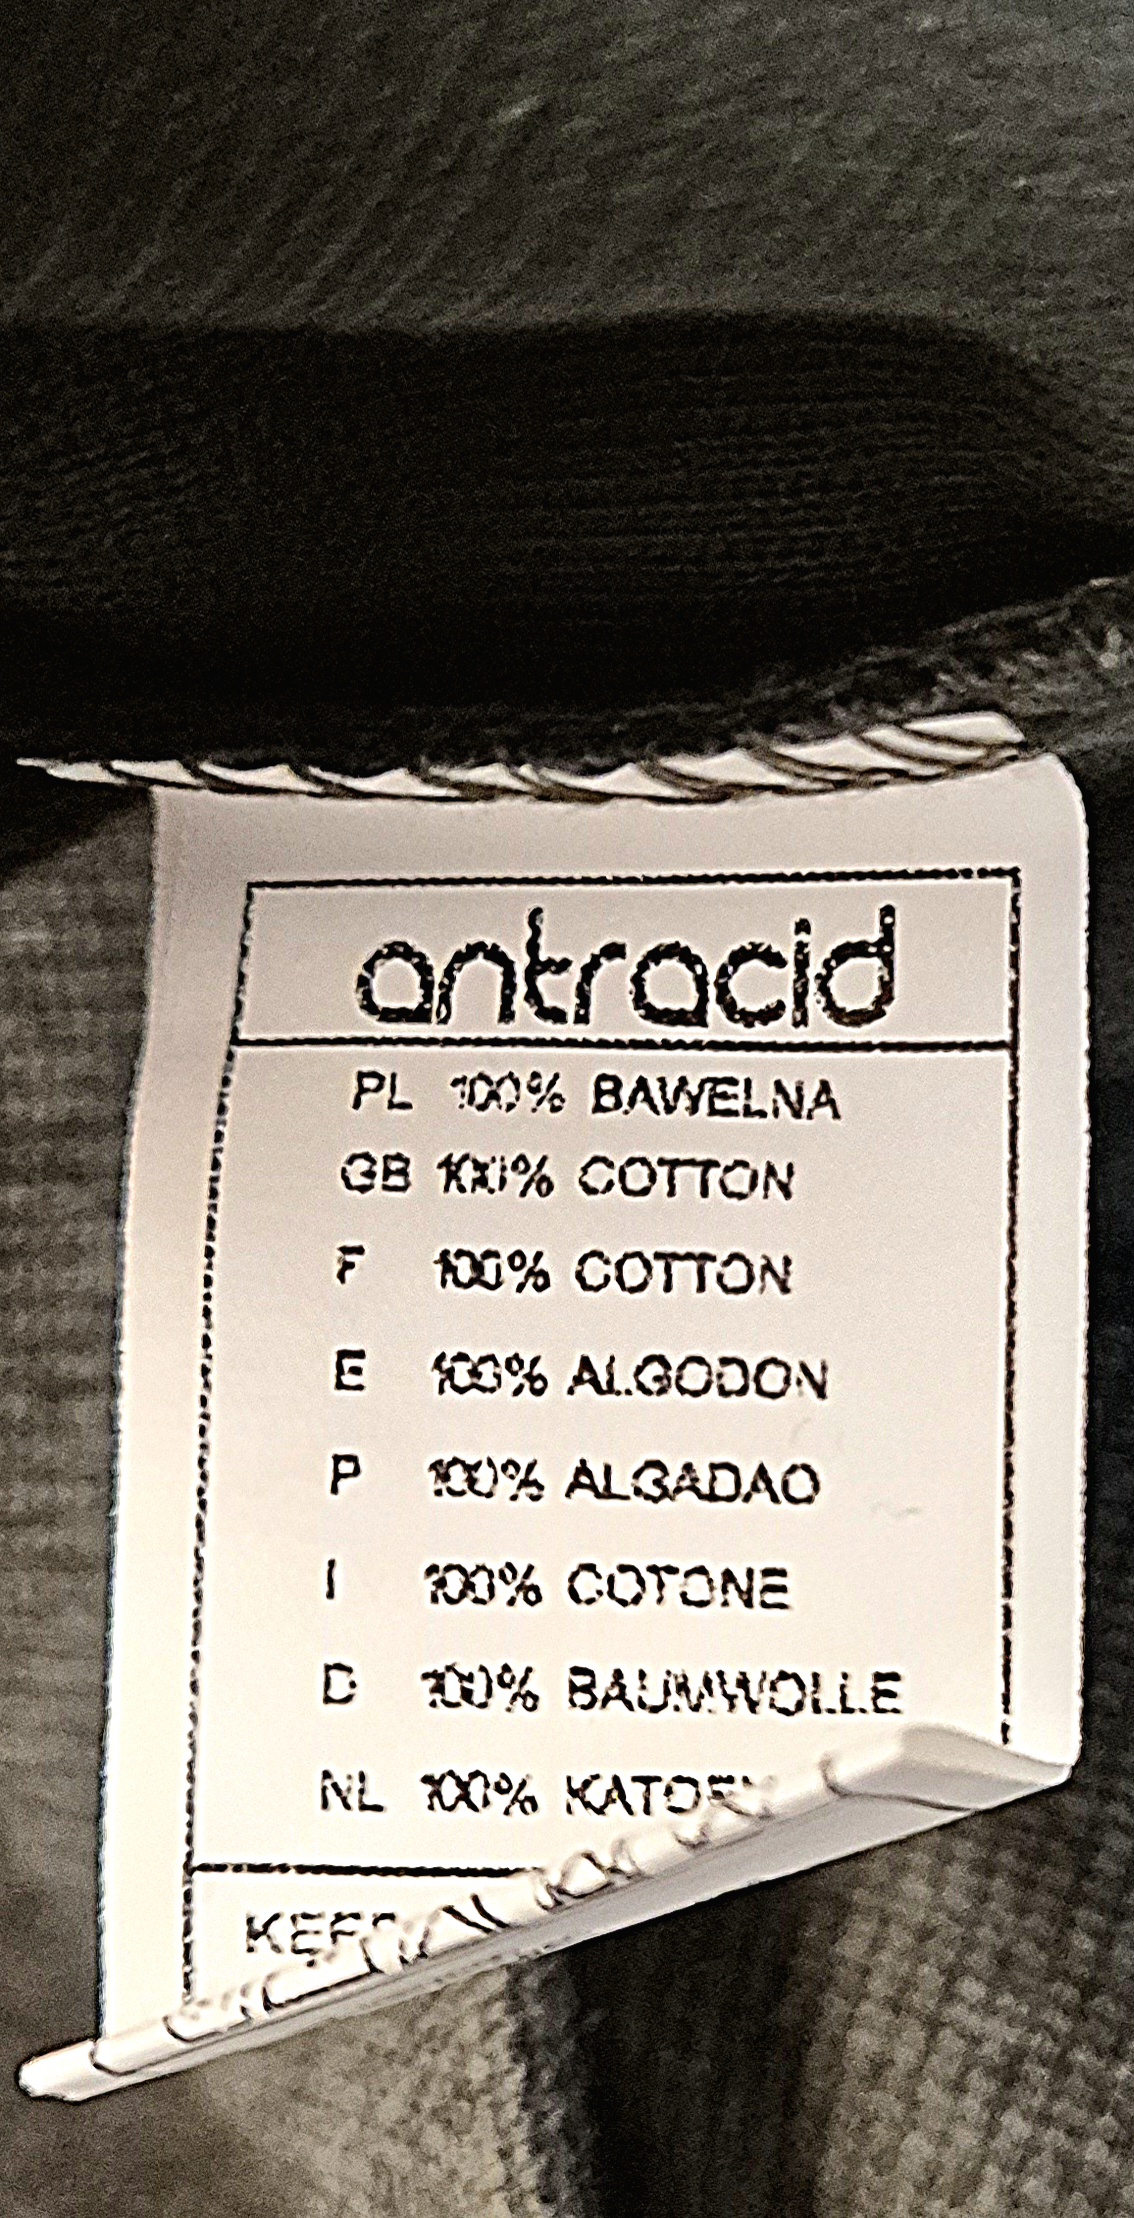 antracid
PL 100% BAWELNA
GB 100% COTTON
F 100% COTTON
E 100% ALGODON
P 100% ALGADAO
I 100% COTONE
D 100% BAUMWOLLE
NL 100%